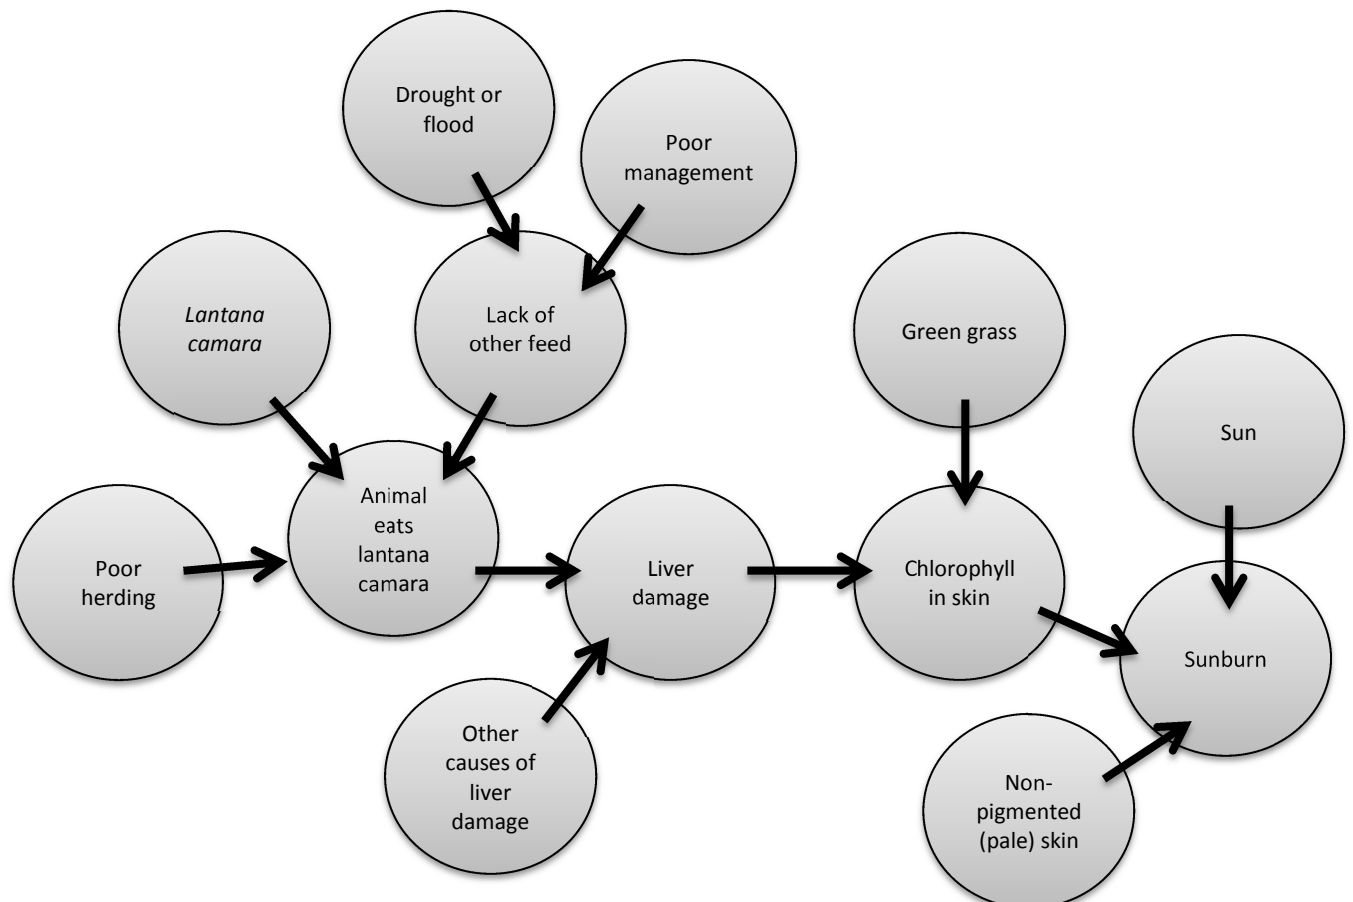 Drought or
flood
Poor
management
Lantana
camara
Lack of
other feed
Green grass
Sun
Poor
herding
Animal
eats
lantana
camara
Liver
damage
Chlorophyll
in skin
Sunburn
Other
causes of
liver
damage
Non-
pigmented
(pale) skin